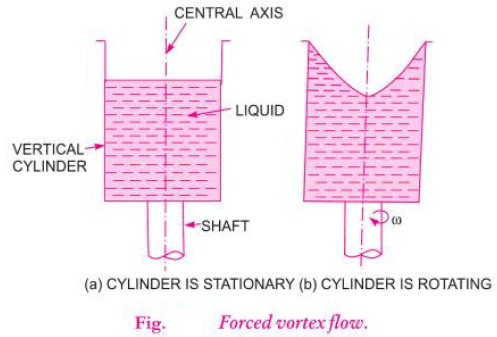 CENTRAL AXIS
LIQUID
VERTICAL
CYLINDER
SHAFT
ω
(a) CYLINDER IS STATIONARY (b) CYLINDER IS ROTATING
Fig. Forced vortex flow.